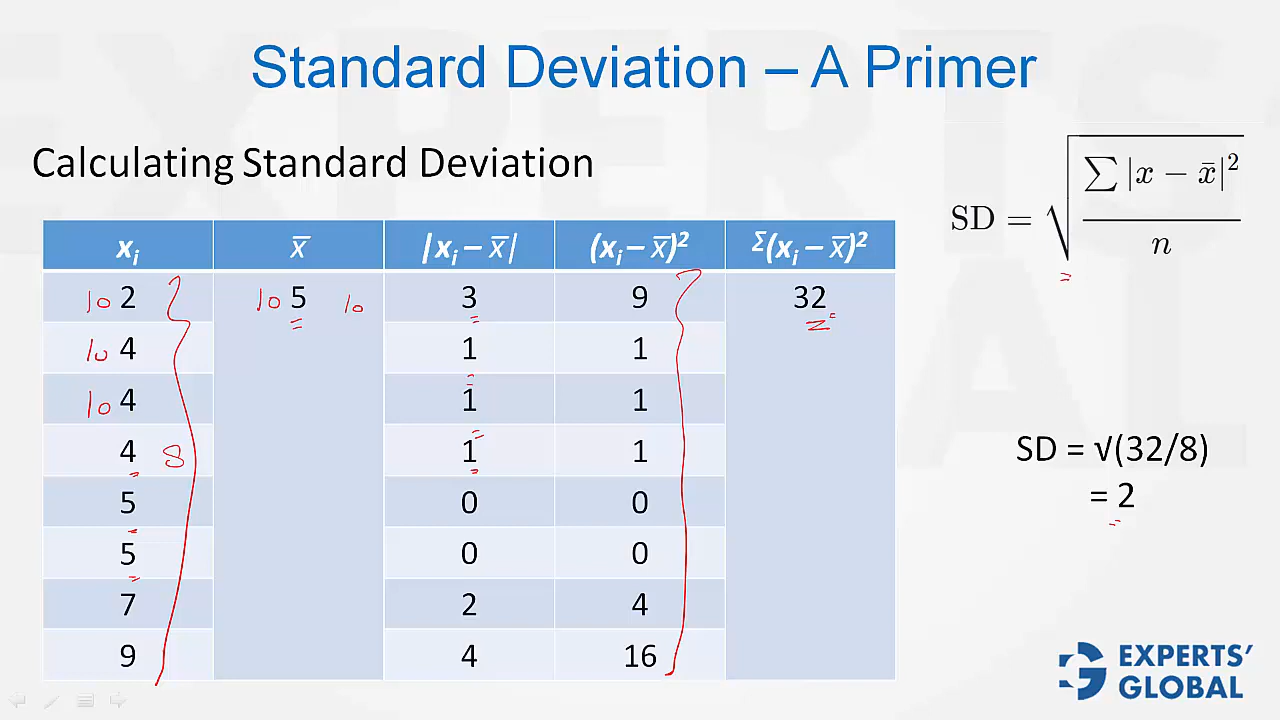 Standard Deviation – A Primer
Calculating Standard Deviation
SD = √ ∑ |x − x̄|² / n
xᵢ x̄ |xᵢ – x̄| (xᵢ – x̄)² Σ(xᵢ – x̄)²
10 2 10 5 10 3 9 32
10 4 1 1
10 4 1 1
4 8 1 1
5 0 0
5 0 0
7 2 4
9 4 16
SD = √(32/8)
= 2
EXPERTS'
GLOBAL